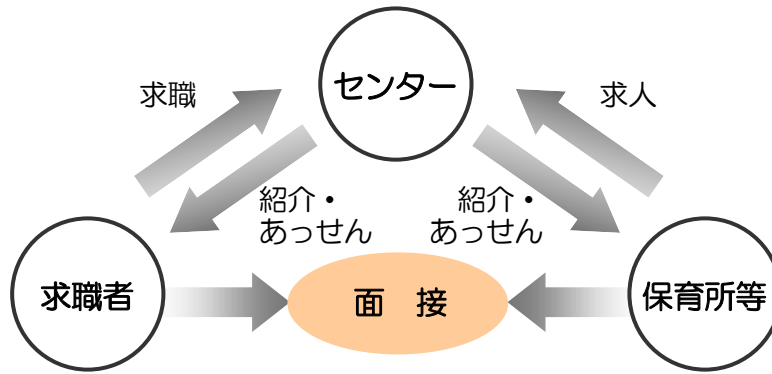 センター
求職
求人
紹介・
あっせん
紹介・
あっせん
求職者
面　接
保育所等